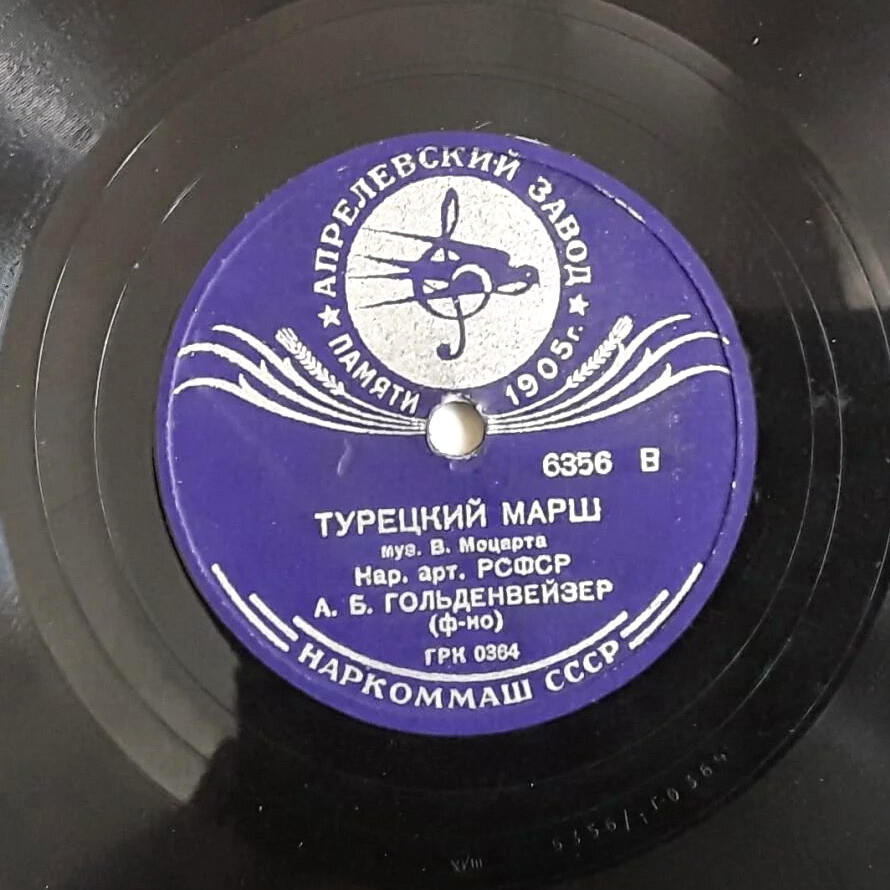 ★ АПРЕЛЕВСКИЙ ЗАВОД ★
ПАМЯТИ 1905г.
6356 В
ТУРЕЦКИЙ МАРШ
муз. В. Моцарта
Нар. арт. РСФСР
А. Б. ГОЛЬДЕНВЕЙЗЕР
(ф-но)
ГРК 0364
НАРКОММАШ СССР